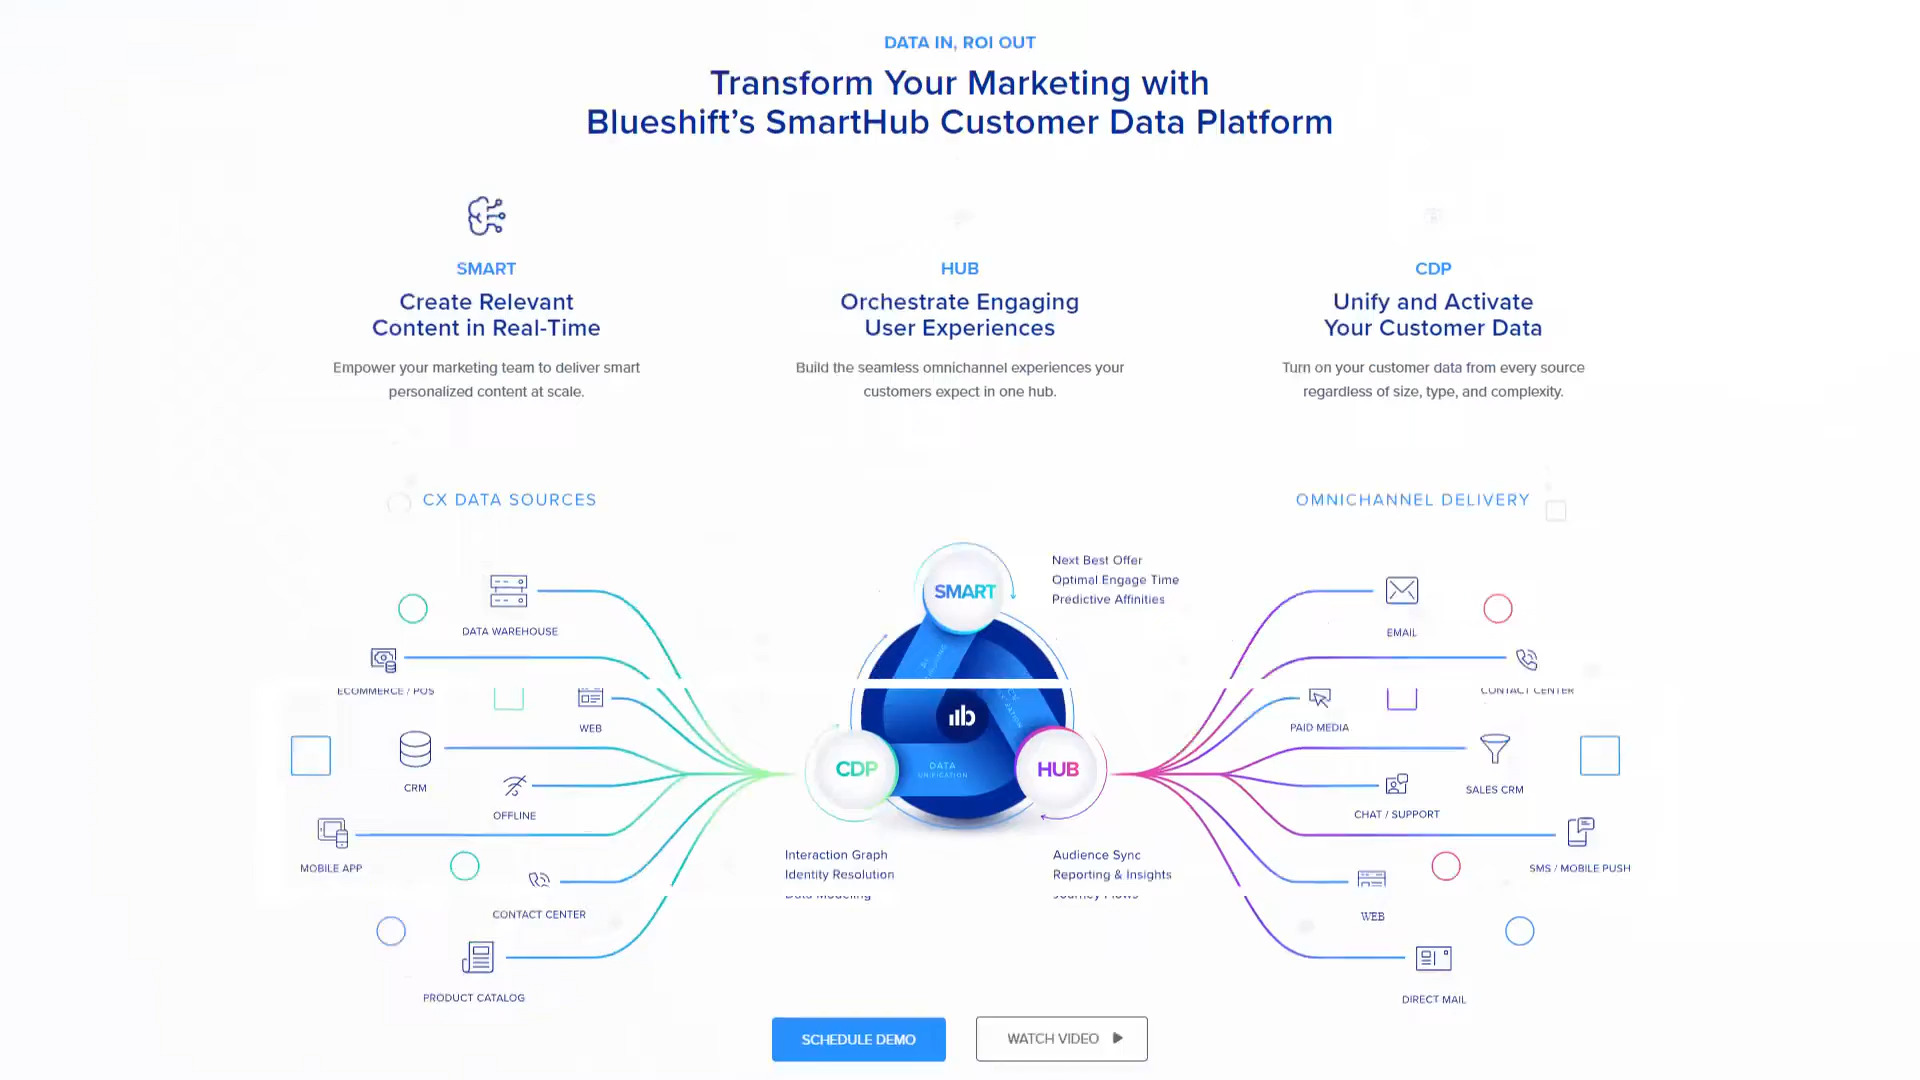 DATA IN, ROI OUT
Transform Your Marketing with
Blueshift's SmartHub Customer Data Platform
SMART
Create Relevant
Content in Real-Time
Empower your marketing team to deliver smart
personalized content at scale.
HUB
Orchestrate Engaging
User Experiences
Build the seamless omnichannel experiences your
customers expect in one hub.
CDP
Unify and Activate
Your Customer Data
Turn on your customer data from every source
regardless of size, type, and complexity.
CX DATA SOURCES
DATA WAREHOUSE
ECOMMERCE / POS
WEB
CRM
OFFLINE
MOBILE APP
CONTACT CENTER
PRODUCT CATALOG
SMART
Next Best Offer
Optimal Engage Time
Predictive Affinities
CDP
DATA
UNIFICATION
HUB
Interaction Graph
Identity Resolution
Data Modeling
Audience Sync
Reporting & Insights
Journey Flows
OMNICHANNEL DELIVERY
EMAIL
CONTACT CENTER
PAID MEDIA
SALES CRM
CHAT / SUPPORT
SMS / MOBILE PUSH
WEB
DIRECT MAIL
SCHEDULE DEMO
WATCH VIDEO